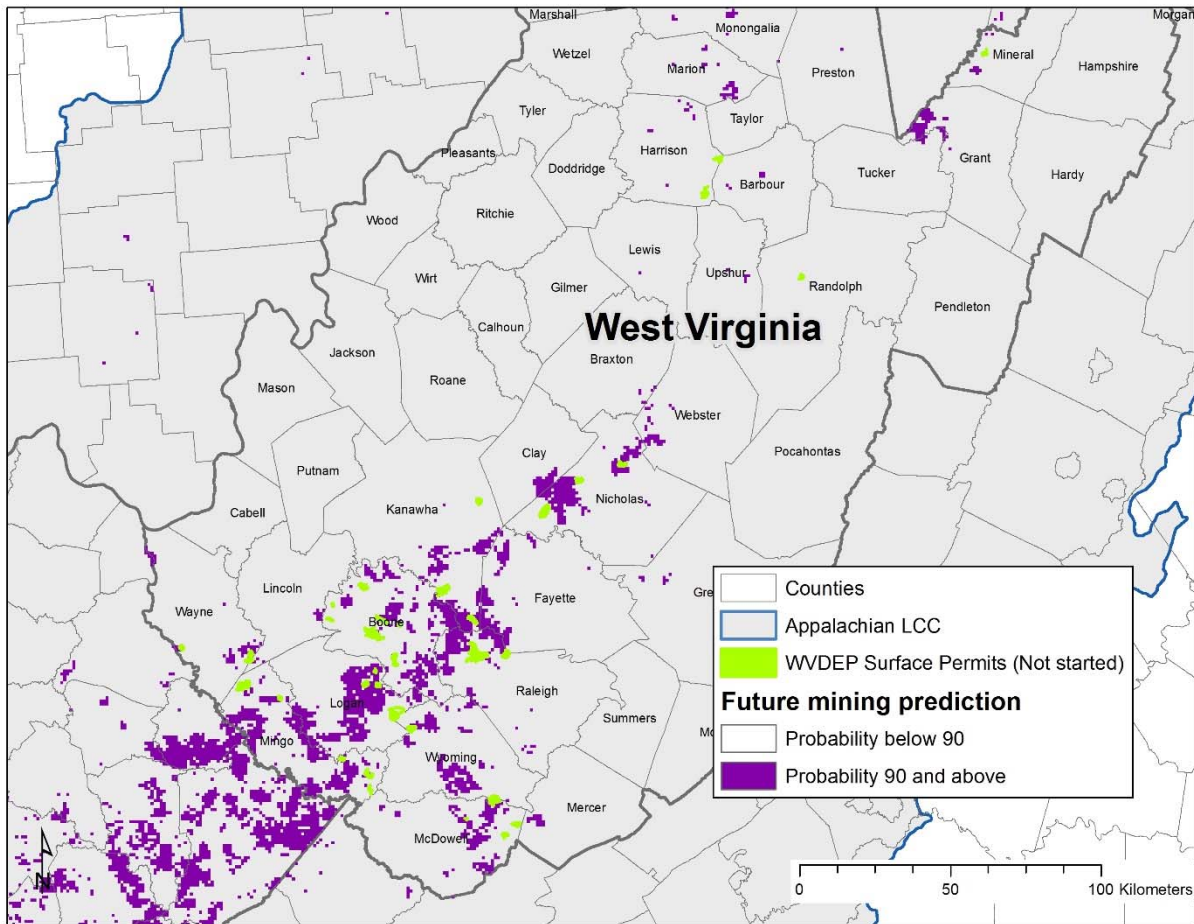 Marshall
Monongalia
Morgan
Wetzel
Marion
Preston
Mineral
Hampshire
Tyler
Taylor
Pleasants
Harrison
Doddridge
Barbour
Tucker
Grant
Hardy
Wood
Ritchie
Lewis
Upshur
Wirt
Gilmer
Randolph
Pendleton
Calhoun
West Virginia
Jackson
Braxton
Mason
Roane
Webster
Clay
Pocahontas
Putnam
Nicholas
Kanawha
Cabell
Lincoln
Fayette
Gre
Wayne
Boone
Logan
Raleigh
Summers
Mo
Mingo
Wyoming
Mercer
McDowell
Counties
Appalachian LCC
WVDEP Surface Permits (Not started)
Future mining prediction
Probability below 90
Probability 90 and above
N
0 50 100 Kilometers